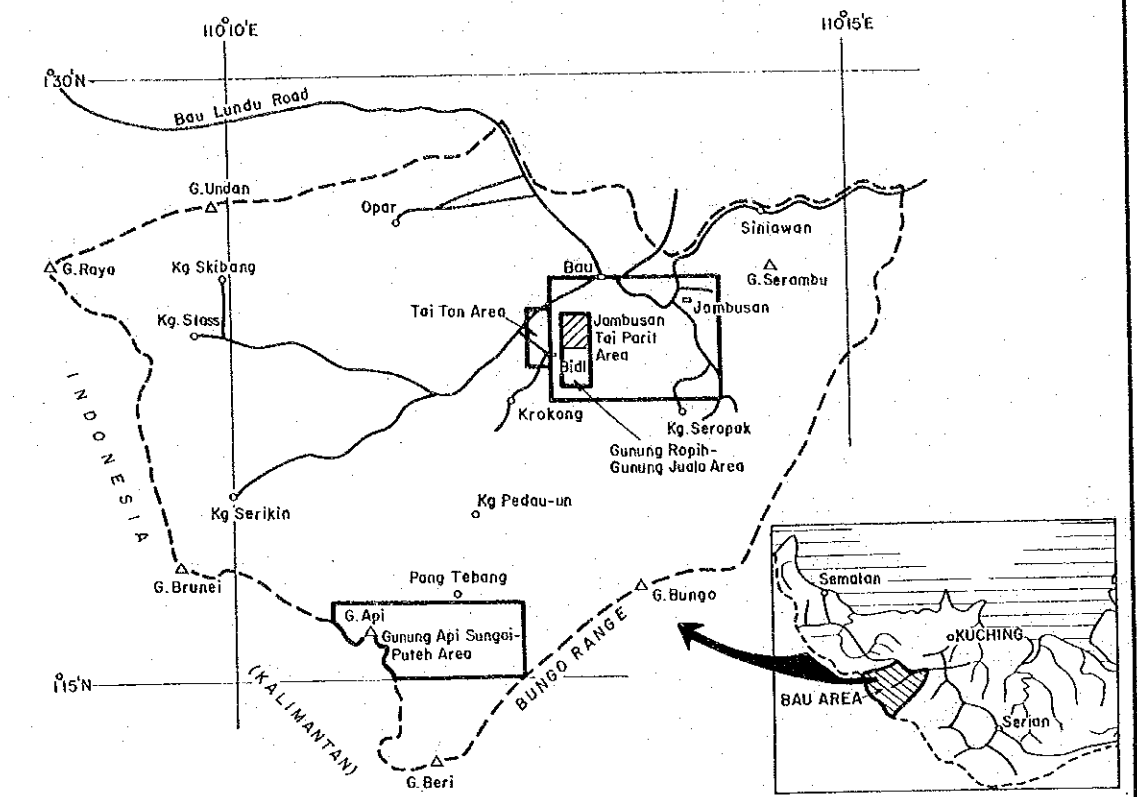 110°10'E
110°15'E
1°30'N
Bau Lundu Road
G.Undan
Opar
Siniawan
G.Raya
Kg Skibang
Bau
G.Serambu
Tai Ton Area
Jambusan
Jambusan
Tai Parit
Area
Kg. Stass
Bidi
INDONESIA
Krokong
Kg. Seropak
Gunung Ropih-
Gunung Juala Area
Kg Serikin
Kg Pedau-un
G. Brunei
Pang Tebang
G. Bungo
G. Api
Gunung Api Sungai-
Puteh Area
BUNGO RANGE
1°15'N
(KALIMANTAN)
G. Beri
Sematan
KUCHING
BAU AREA
Serian